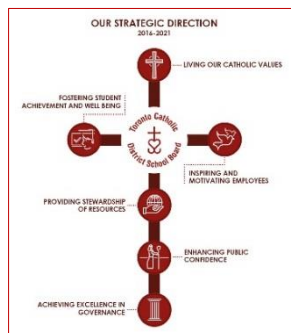 OUR STRATEGIC DIRECTION
2016-2021
LIVING OUR CATHOLIC VALUES
FOSTERING STUDENT
ACHIEVEMENT AND WELL BEING
Toronto Catholic
District School Board
INSPIRING AND
MOTIVATING EMPLOYEES
PROVIDING STEWARDSHIP
OF RESOURCES
ENHANCING PUBLIC
CONFIDENCE
ACHIEVING EXCELLENCE IN
GOVERNANCE